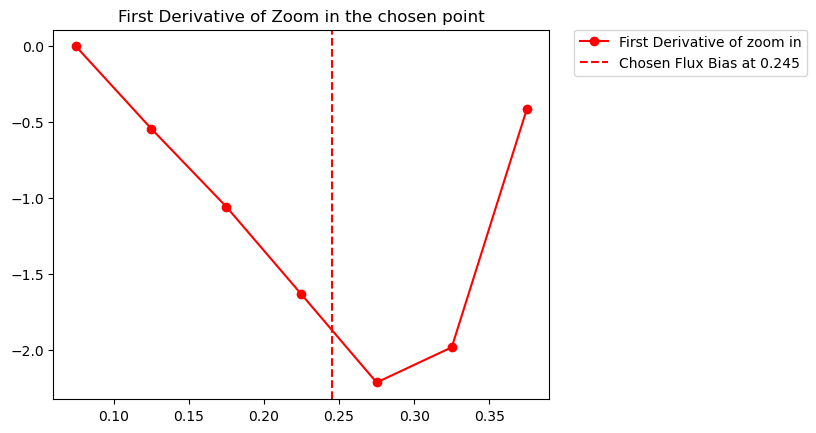 First Derivative of Zoom in the chosen point
First Derivative of zoom in
Chosen Flux Bias at 0.245
0.0
−0.5
−1.0
−1.5
−2.0
0.10 0.15 0.20 0.25 0.30 0.35